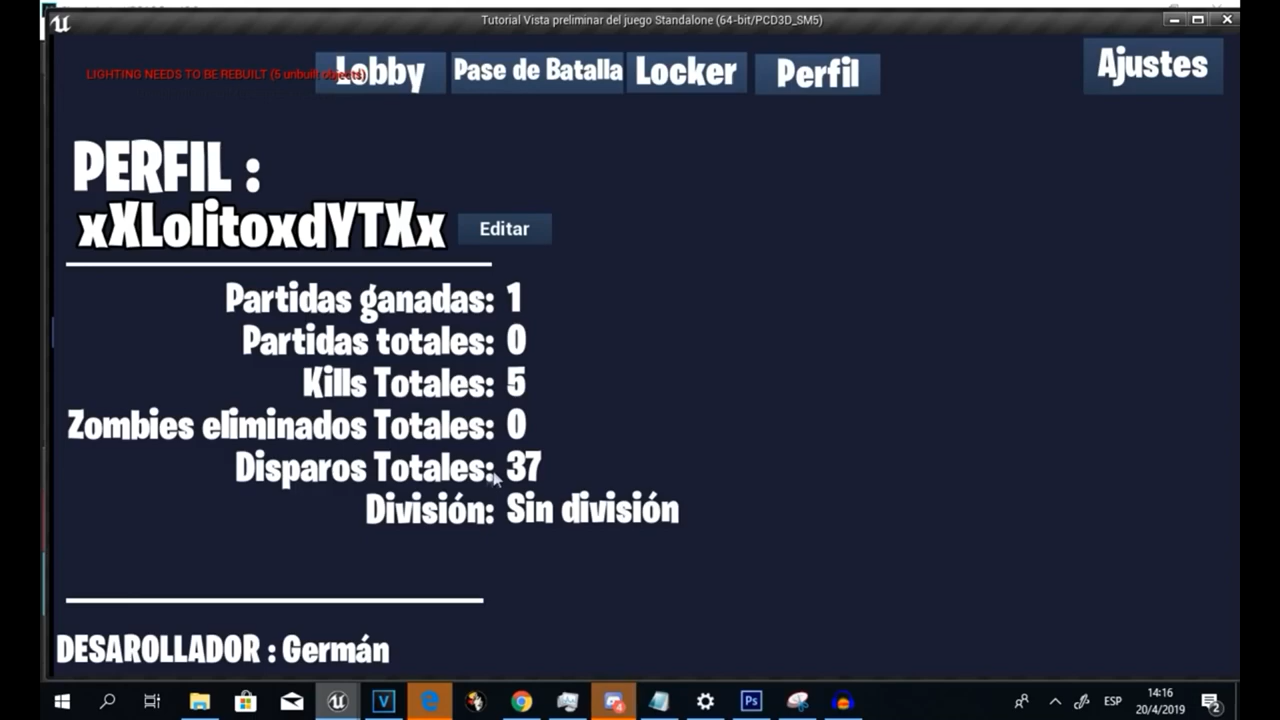 Tutorial Vista preliminar del juego Standalone (64-bit/PCD3D_SM5)
LIGHTING NEEDS TO BE REBUILT (5 unbuilt objects)
Lobby
Pase de Batalla
Locker
Perfil
Ajustes
PERFIL :
xXLolitoxdYTXx
Editar
Partidas ganadas: 1
Partidas totales: 0
Kills Totales: 5
Zombies eliminados Totales: 0
Disparos Totales: 37
División: Sin división
DESAROLLADOR : Germán
ESP
14:16
20/4/2019